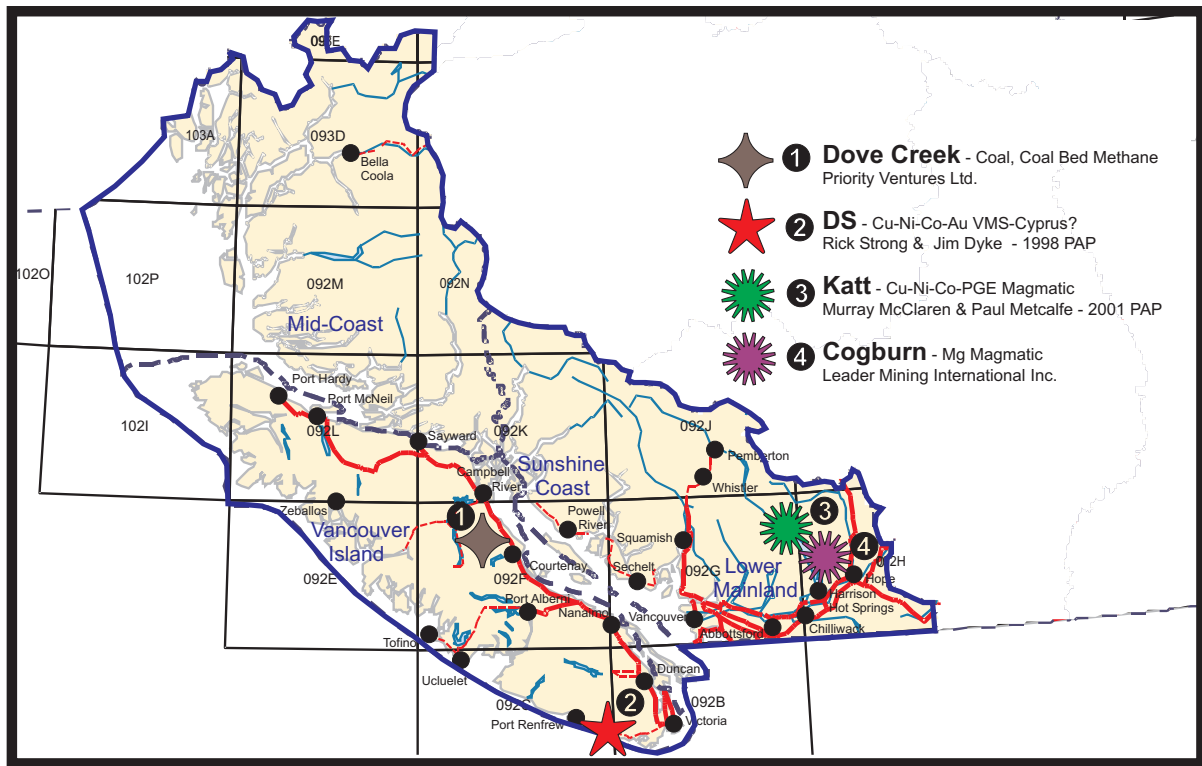 093E
103A
093D
Bella
Coola
1 Dove Creek - Coal, Coal Bed Methane
Priority Ventures Ltd.
2 DS - Cu-Ni-Co-Au VMS-Cyprus?
Rick Strong & Jim Dyke - 1998 PAP
3 Katt - Cu-Ni-Co-PGE Magmatic
Murray McClaren & Paul Metcalfe - 2001 PAP
4 Cogburn - Mg Magmatic
Leader Mining International Inc.
102O
102P
092M
092N
Mid-Coast
Port Hardy
Port McNeil
102I
092L
Sayward
092K
092J
Pemberton
Whistler
Campbell
River
Sunshine
Coast
Zeballos
Vancouver
Island
1
Powell
River
Squamish
3
4
092H
092E
092F
Courtenay
Sechelt
092G
Lower
Mainland
Hope
Harrison
Hot Springs
Port Alberni
Nanaimo
Vancouver
Abbottsford
Chilliwack
Tofino
Ucluelet
Duncan
092C
2
092B
Port Renfrew
Victoria